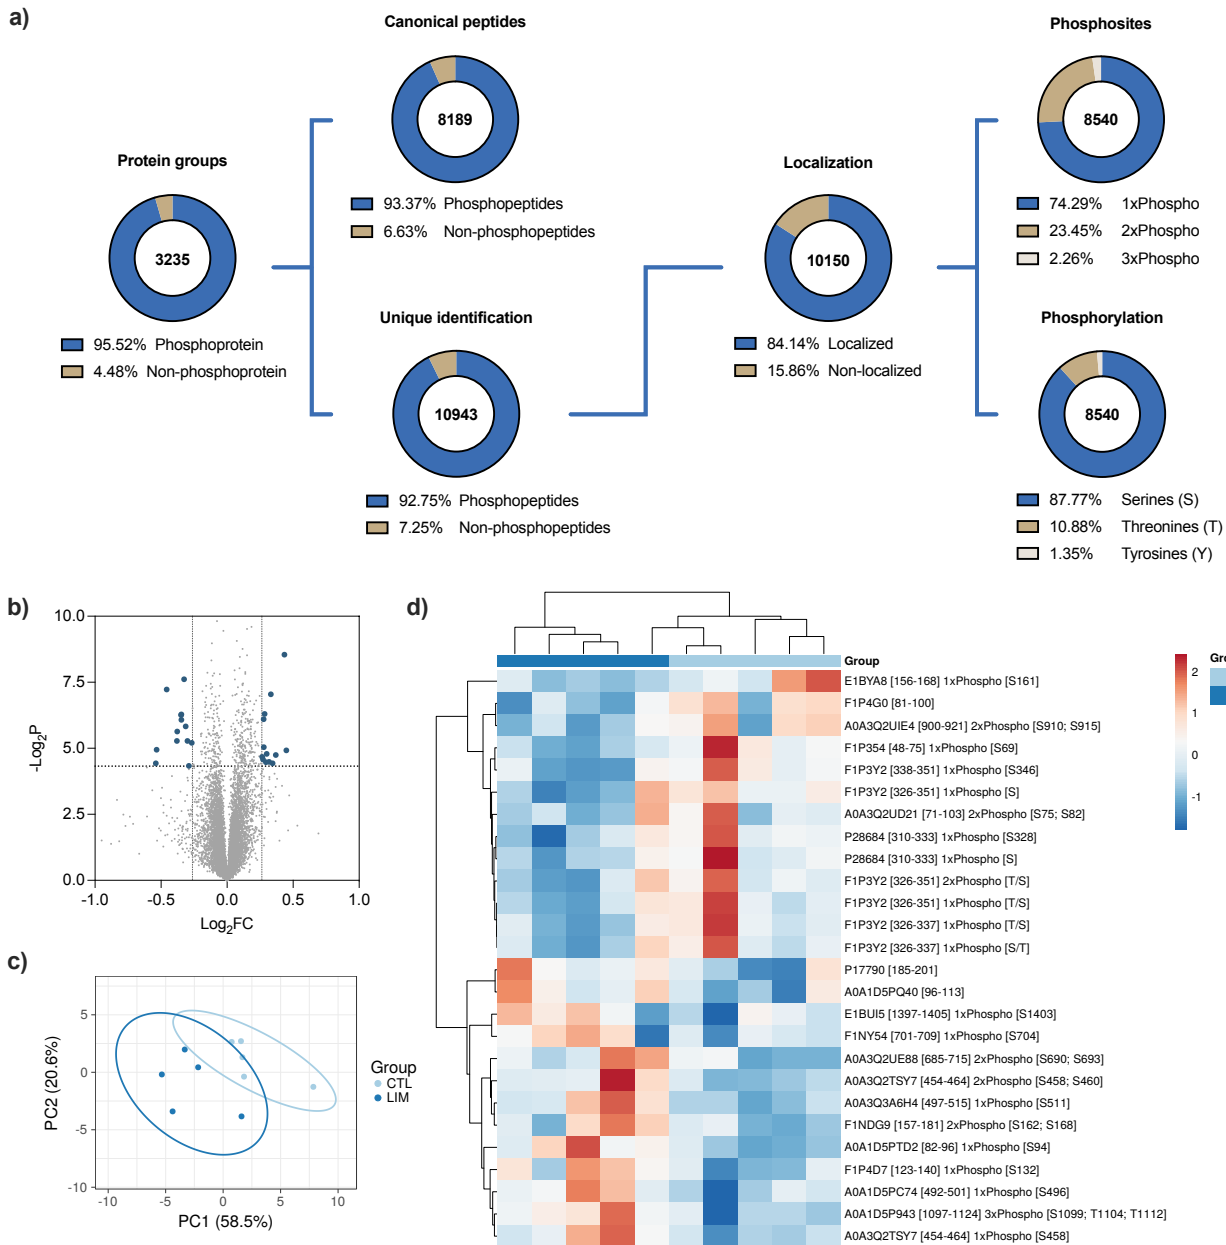 a)
Canonical peptides
8189
93.37% Phosphopeptides
6.63% Non-phosphopeptides
Protein groups
3235
95.52% Phosphoprotein
4.48% Non-phosphoprotein
Unique identification
10943
92.75% Phosphopeptides
7.25% Non-phosphopeptides
Localization
10150
84.14% Localized
15.86% Non-localized
Phosphosites
8540
74.29% 1xPhospho
23.45% 2xPhospho
2.26% 3xPhospho
Phosphorylation
8540
87.77% Serines (S)
10.88% Threonines (T)
1.35% Tyrosines (Y)
b)
10.0
7.5
5.0
2.5
0.0
-Log2P
-1.0 -0.5 0.0 0.5 1.0
Log2FC
c)
5
0
-5
-10
PC2 (20.6%)
-10 -5 0 5 10
PC1 (58.5%)
Group
CTL
LIM
d)
Group
E1BYA8 [156-168] 1xPhospho [S161]
F1P4G0 [81-100]
A0A3Q2UIE4 [900-921] 2xPhospho [S910; S915]
F1P354 [48-75] 1xPhospho [S69]
F1P3Y2 [338-351] 1xPhospho [S346]
F1P3Y2 [326-351] 1xPhospho [S]
A0A3Q2UD21 [71-103] 2xPhospho [S75; S82]
P28684 [310-333] 1xPhospho [S328]
P28684 [310-333] 1xPhospho [S]
F1P3Y2 [326-351] 2xPhospho [T/S]
F1P3Y2 [326-351] 1xPhospho [T/S]
F1P3Y2 [326-337] 1xPhospho [T/S]
F1P3Y2 [326-337] 1xPhospho [S/T]
P17790 [185-201]
A0A1D5PQ40 [96-113]
E1BUI5 [1397-1405] 1xPhospho [S1403]
F1NY54 [701-709] 1xPhospho [S704]
A0A3Q2UE88 [685-715] 2xPhospho [S690; S693]
A0A3Q2TSY7 [454-464] 2xPhospho [S458; S460]
A0A3Q3A6H4 [497-515] 1xPhospho [S511]
F1NDG9 [157-181] 2xPhospho [S162; S168]
A0A1D5PTD2 [82-96] 1xPhospho [S94]
F1P4D7 [123-140] 1xPhospho [S132]
A0A1D5PC74 [492-501] 1xPhospho [S496]
A0A1D5P943 [1097-1124] 3xPhospho [S1099; T1104; T1112]
A0A3Q2TSY7 [454-464] 1xPhospho [S458]
2
1
0
-1
Gr